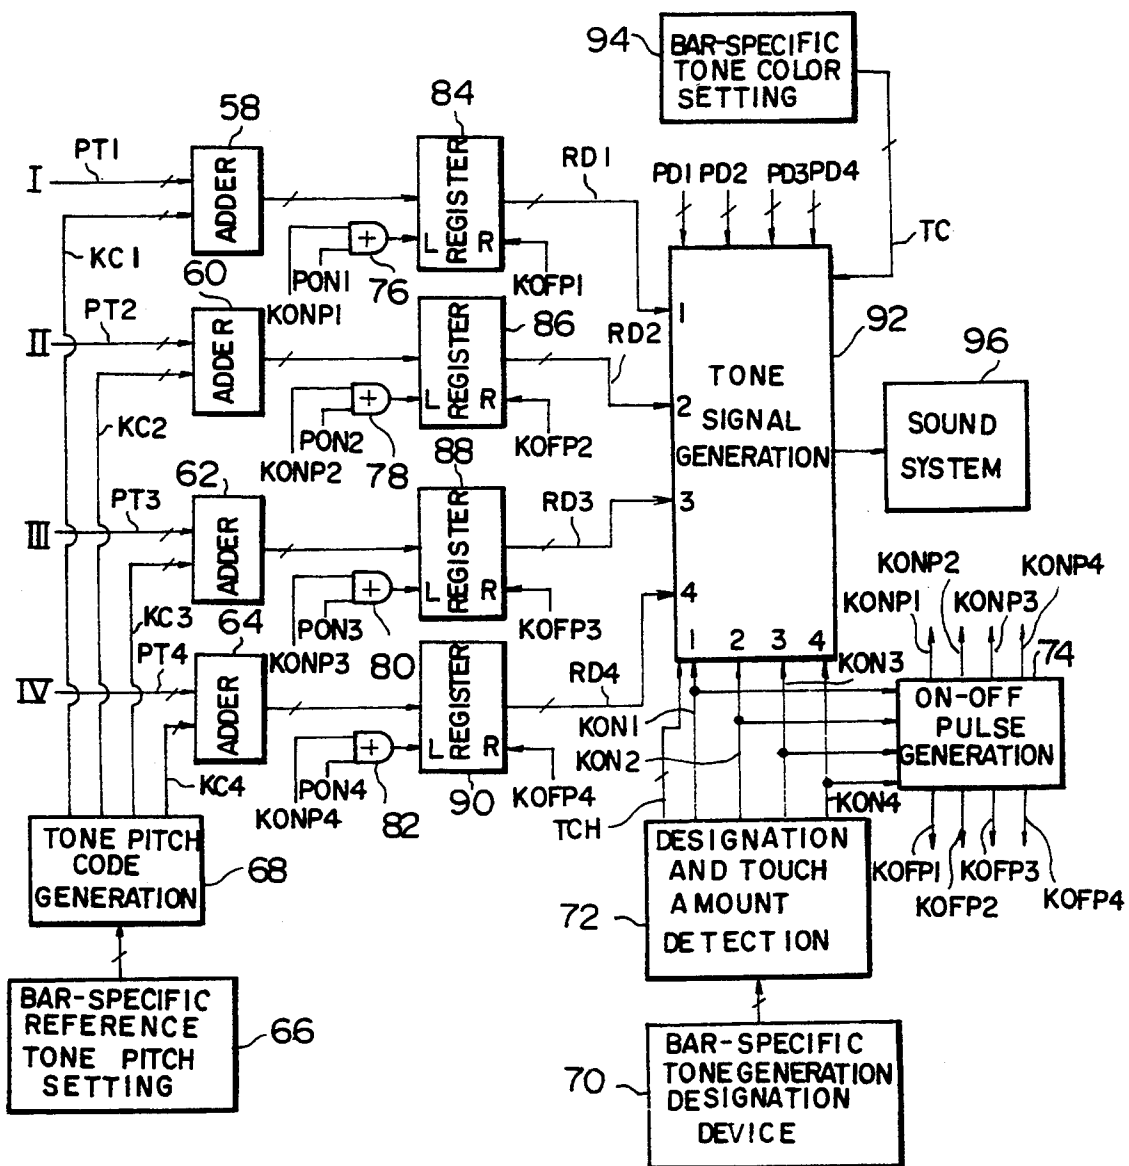 94
BAR-SPECIFIC
TONE COLOR
SETTING
84
58
I
PT1
ADDER
REGISTER
L
R
RD1
PD1
PD2
PD3
PD4
TC
KC1
PON1
KONP1
76
KOFP1
60
II
PT2
ADDER
REGISTER
L
R
86
RD2
1
92
TONE
SIGNAL
GENERATION
2
3
4
96
SOUND
SYSTEM
KC2
PON2
KONP2
78
KOFP2
88
62
III
PT3
ADDER
REGISTER
L
R
RD3
KC3
PON3
KONP3
80
KOFP3
64
IV
PT4
ADDER
REGISTER
L
R
RD4
KC4
PON4
KONP4
82
90
KOFP4
1
2
3
4
KON3
KON1
KON2
KON4
TCH
KONP2
KONP4
KONP1
KONP3
74
ON-OFF
PULSE
GENERATION
KOFP1
KOFP3
KOFP2
KOFP4
TONE PITCH
CODE
GENERATION
68
DESIGNATION
AND TOUCH
AMOUNT
DETECTION
72
BAR-SPECIFIC
REFERENCE
TONE PITCH
SETTING
66
BAR-SPECIFIC
TONE GENERATION
DESIGNATION
DEVICE
70